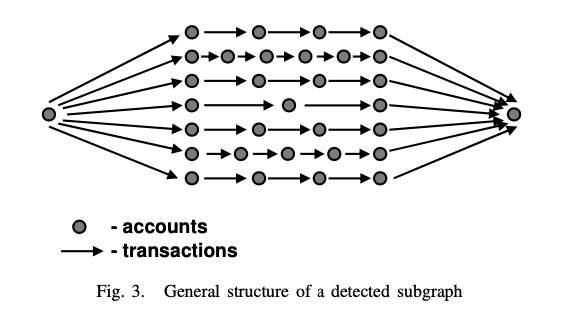 - accounts
- transactions
Fig. 3. General structure of a detected subgraph